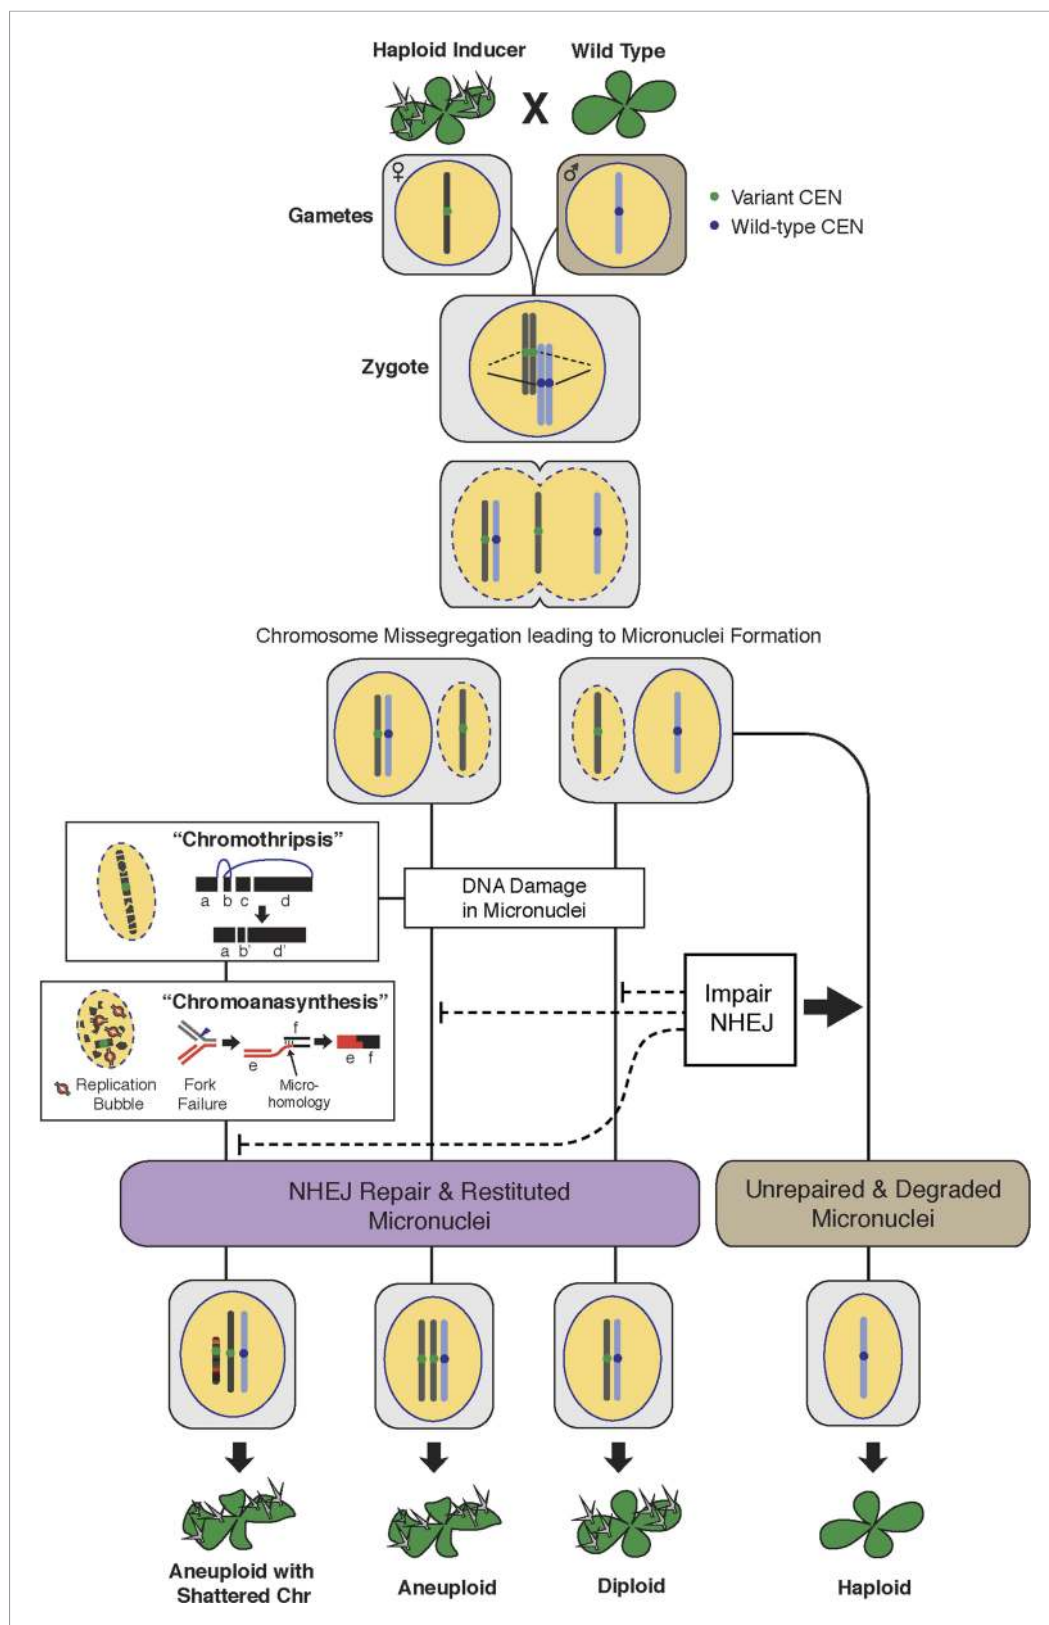 Haploid Inducer
Wild Type
X
♀
♂
Gametes
Variant CEN
Wild-type CEN
Zygote
Chromosome Missegregation leading to Micronuclei Formation
“Chromothripsis”
a b c d
a b' d'
DNA Damage
in Micronuclei
“Chromoanasynthesis”
f
e
e f
Replication
Bubble
Fork
Failure
Micro-
homology
Impair
NHEJ
NHEJ Repair & Restituted
Micronuclei
Unrepaired & Degraded
Micronuclei
Aneuploid with
Shattered Chr
Aneuploid
Diploid
Haploid